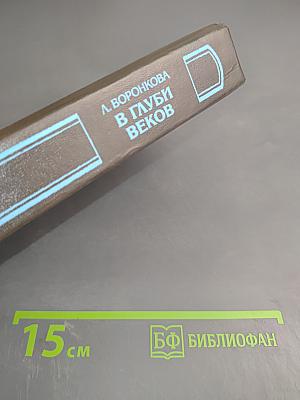 Л. ВОРОНКОВА
В ГЛУБИ
ВЕКОВ
15 см
БФ БИБЛИОФАН